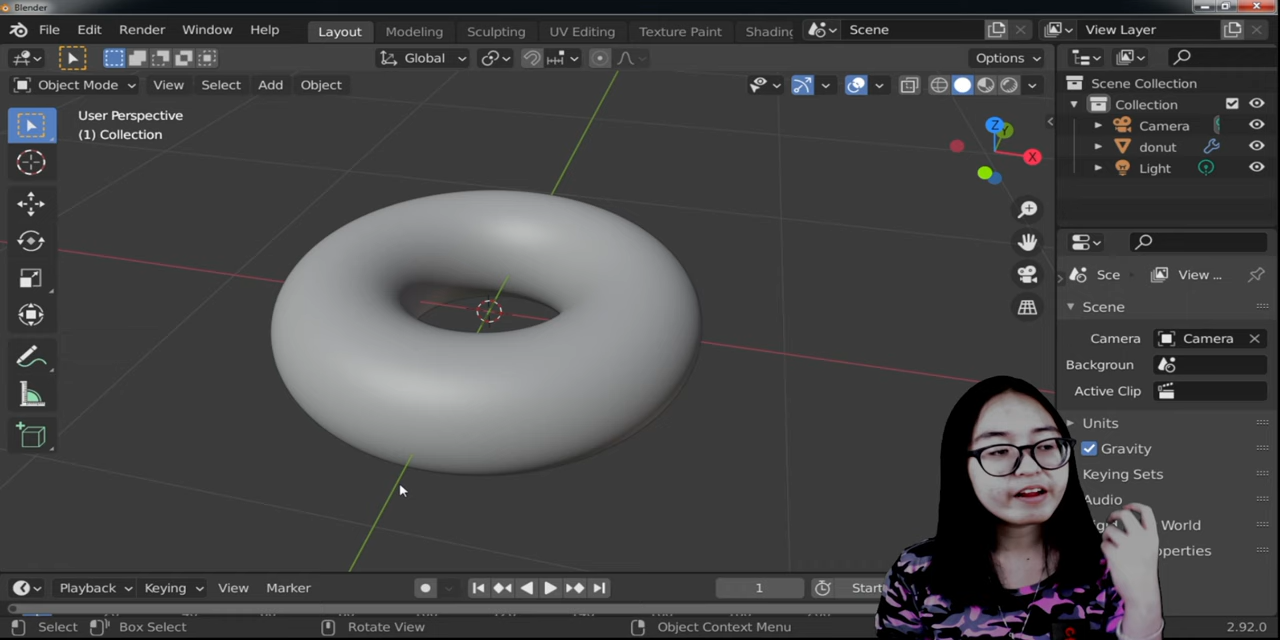 Blender
File Edit Render Window Help Layout Modeling Sculpting UV Editing Texture Paint Shading Scene View Layer
Global Options
Object Mode View Select Add Object
User Perspective
(1) Collection
Z
Y
X
Scene Collection
Collection
Camera
donut
Light
Sce View ...
Scene
Camera Camera
Backgroun
Active Clip
Units
Gravity
Keying Sets
Audio
World
Playback Keying View Marker 1 Start
Select Box Select Rotate View Object Context Menu 2.92.0